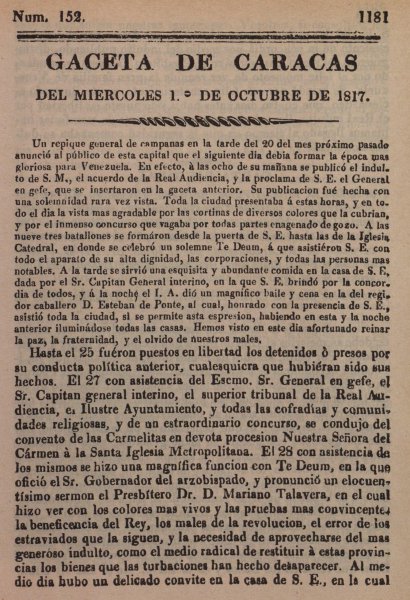 Num. 152. 1181
GACETA DE CARACAS
DEL MIERCOLES 1.º DE OCTUBRE DE 1817.
Un repique general de campanas en la tarde del 20 del mes próximo pasado
anunció al público de esta capital que el siguiente dia debia formar la época mas
gloriosa para Venezuela. En efecto, à las ocho de su mañana se publicó el indul-
to de S. M., el acuerdo de la Real Audiencia, y la proclama de S. E. el General
en gefe, que se insertaron en la gaceta anterior. Su publicacion fué hecha con
una solemnidad rara vez vista. Toda la ciudad presentaba á estas horas, y en to-
do el dia la vista mas agradable por las cortinas de diversos colores que la cubrian,
y por el inmenso concurso que vagaba por todas partes enagenado de gozo. A las
nueve tres batallones se formáron desde la puerta de S. E. hasta las de la Iglesia
Catedral, en donde se celebró un solemne Te Deum, á que asistiéron S. E. con
todo el aparato de su alta dignidad, las corporaciones, y todas las personas mas
notables. A la tarde se sirvió una esquisita y abundante comida en la casa de S. E,
dada por el Sr. Capitan General interino, en la que S. E. brindó por la concor-
dia de todos, y á la noche el I. A. dió un magnífico baile y cena en la del regi-
dor caballero D. Esteban de Ponte, al cual, hourado con la presencia de S. E.,
asistió toda la ciudad, si se permite asta espresion, habiendo en esta y la noche
anterior iluminádose todas las casas. Hemos visto en este dia afortunado reinar
la paz, la fraternidad, y el olvido de nuestros males.
Hasta el 25 fuéron puestos en libertad los detenidos ò presos por
su conducta política anterior, cualesquicra que hubiéran sido sus
hechos. El 27 con asistencia del Escmo. Sr. General en gefe, el
Sr. Capitan general interino, el superior tribunal de la Real Au-
diencia, el Ilustre Ayuntamiento, y todas las cofradías y comuni-
dades religiosas, y de un estraordinario concurso, se condujo del
convento de las Carmelitas en devota procesion Nuestra Señora del
Cármen à la Santa Iglesia Metropolitana. El 28 con asistencia de
los mismos se hizo una magnífica funcion con Te Deum, en la que
ofició el Sr. Gobernador del arzobispado, y pronunció un elocuen-
tísimo sermon el Presbítero Dr. D. Mariano Talavera, en el cual
hizo ver con los colores mas vivos y las pruebas mas convincentes
la beneficencia del Rey, los males de la revolucion, el error de los
estraviados que la siguen, y la necesidad de aprovecharse del mas
generoso indulto, como el medio radical de restituir á estas provin-
cias los bienes que las turbaciones han hecho desaparecer. Al me-
dio dia hubo un delicado convite en la casa de S. E., en la cual